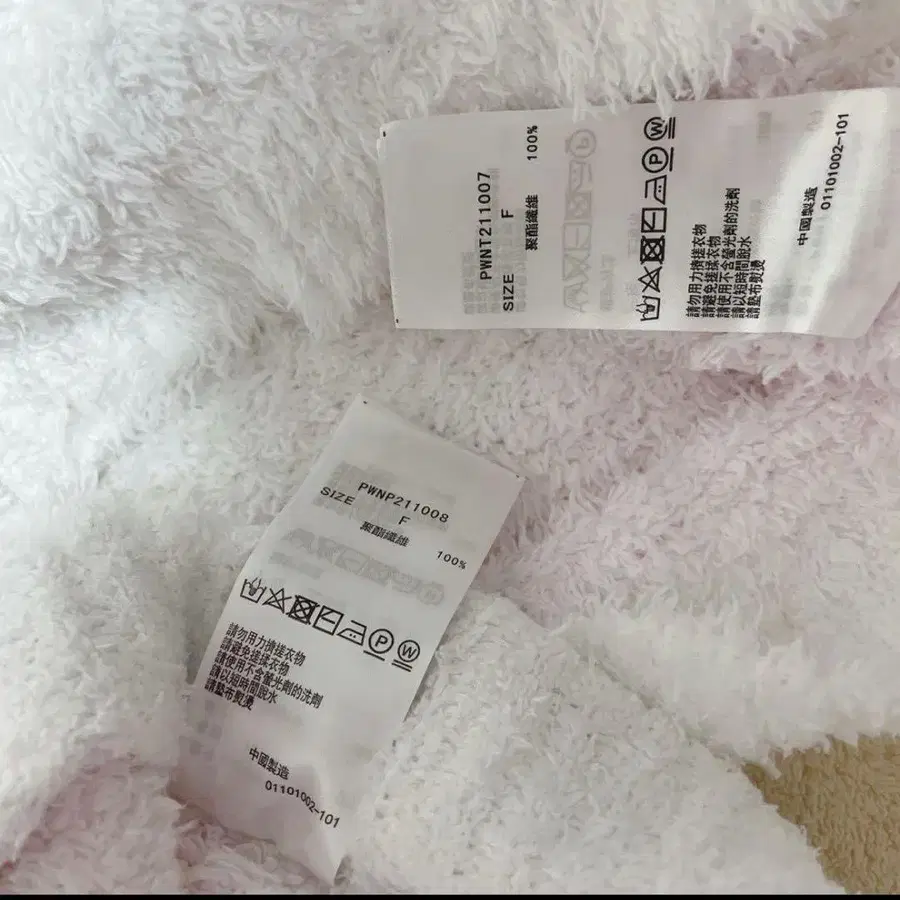 PWNT211007
SIZE F
聚酯纖維 100%
P W
請勿用力擠搓衣物
請避免搓揉衣物
請使用不含螢光劑的洗劑
請以短時間脫水
請墊布熨燙
中國製造
01101002-101
PWNP211008
SIZE F
聚酯纖維 100%
P W
請勿用力擠搓衣物
請避免搓揉衣物
請使用不含螢光劑的洗劑
請以短時間脫水
請墊布熨燙
中國製造
01101002-101